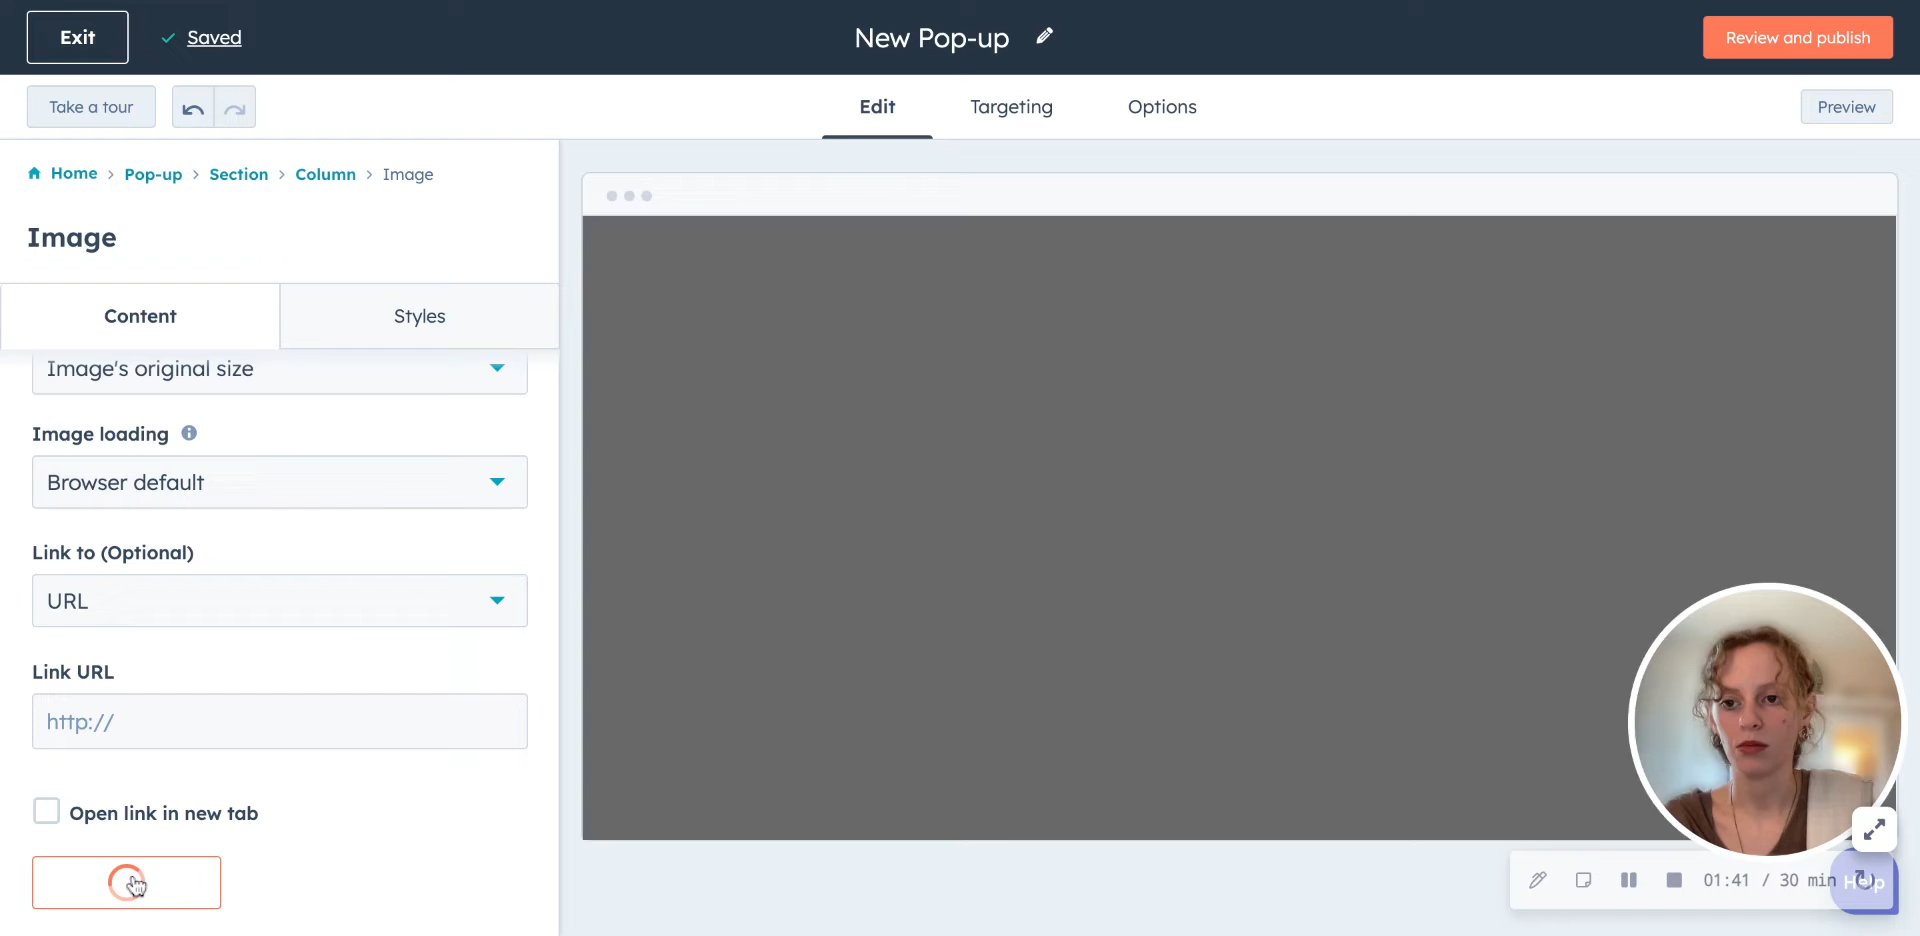 Exit
Saved
New Pop-up
Review and publish
Take a tour
Edit
Targeting
Options
Preview
Home > Pop-up > Section > Column > Image
Image
Content
Styles
Image's original size
Image loading
Browser default
Link to (Optional)
URL
Link URL
http://
Open link in new tab
01:41 / 30 min
Help